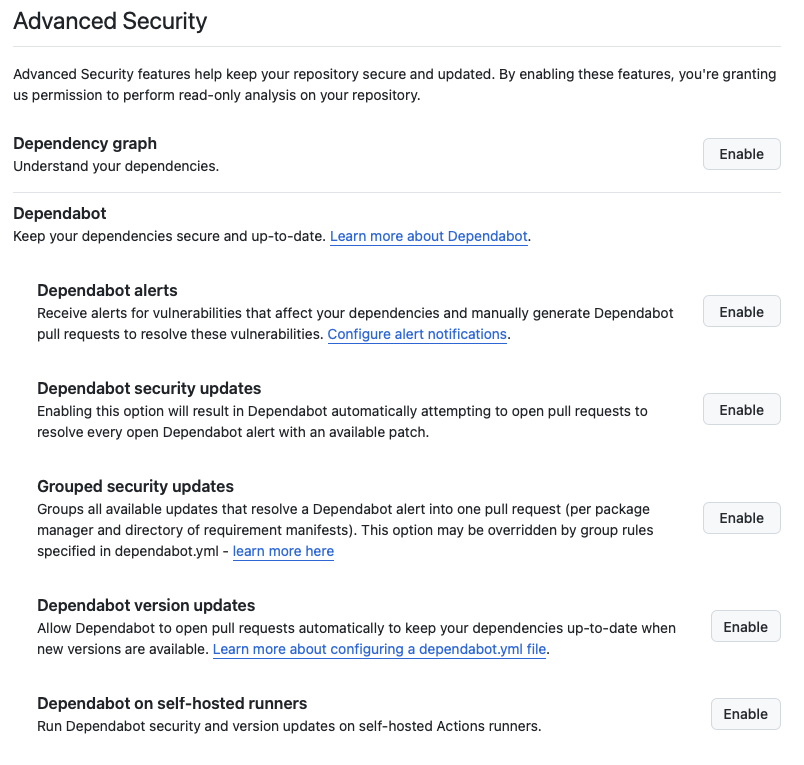 Advanced Security
Advanced Security features help keep your repository secure and updated. By enabling these features, you're granting
us permission to perform read-only analysis on your repository.
Dependency graph
Understand your dependencies.
Enable
Dependabot
Keep your dependencies secure and up-to-date. Learn more about Dependabot.
Dependabot alerts
Receive alerts for vulnerabilities that affect your dependencies and manually generate Dependabot
pull requests to resolve these vulnerabilities. Configure alert notifications.
Enable
Dependabot security updates
Enabling this option will result in Dependabot automatically attempting to open pull requests to
resolve every open Dependabot alert with an available patch.
Enable
Grouped security updates
Groups all available updates that resolve a Dependabot alert into one pull request (per package
manager and directory of requirement manifests). This option may be overridden by group rules
specified in dependabot.yml - learn more here
Enable
Dependabot version updates
Allow Dependabot to open pull requests automatically to keep your dependencies up-to-date when
new versions are available. Learn more about configuring a dependabot.yml file.
Enable
Dependabot on self-hosted runners
Run Dependabot security and version updates on self-hosted Actions runners.
Enable